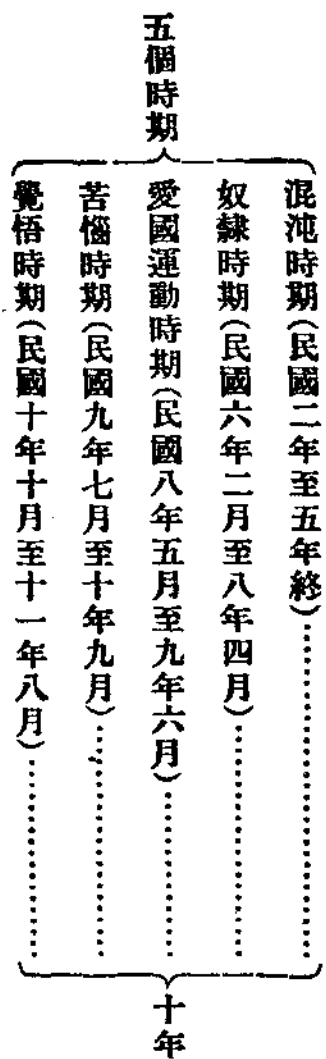 五個時期
混沌時期(民國二年至五年終)……………………
奴隸時期(民國六年二月至八年四月)……………………
愛國運動時期(民國八年五月至九年六月)……………………
苦惱時期(民國九年七月至十年九月)……………………
覺悟時期(民國十年十月至十一年八月)……………………
十年